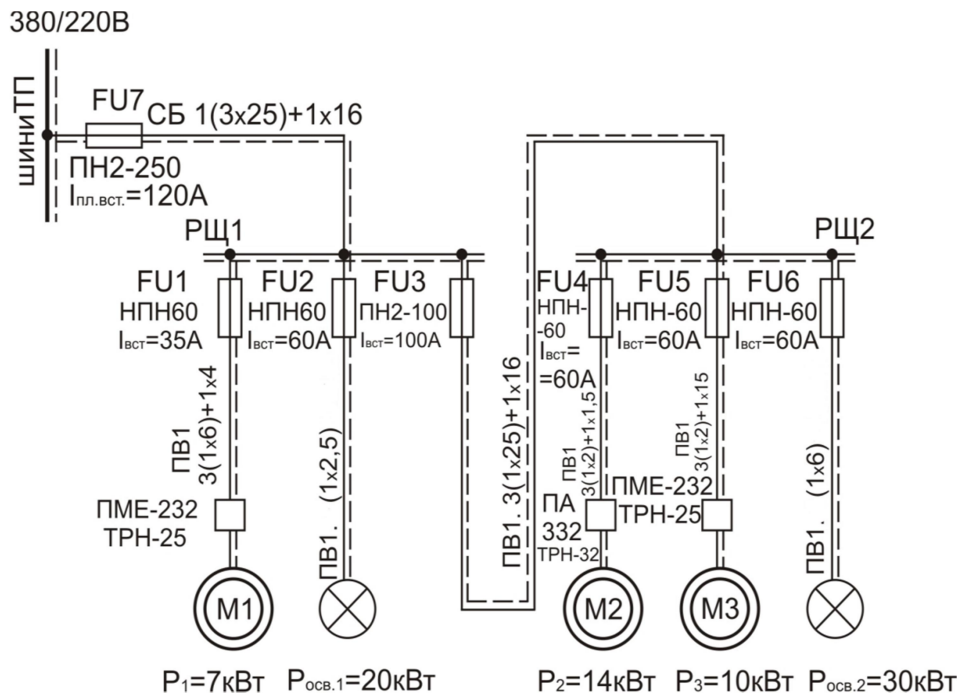 380/220В
шини ТП
FU7
СБ 1(3х25)+1х16
ПН2-250
Iпл.вст.=120А
РЩ1
РЩ2
FU1
НПН60
Iвст=35А
FU2
НПН60
Iвст=60А
FU3
ПН2-100
Iвст=100А
FU4
НПН-
-60
Iвст=
=60А
FU5
НПН-60
Iвст=60А
FU6
НПН-60
Iвст=60А
ПВ1
3(1х6)+1х4
ПВ1. (1х2,5)
ПВ1. 3(1х25)+1х16
ПВ1
3(1х2)+1х1,5
ПВ1
3(1х2)+1х15
ПВ1. (1х6)
ПМЕ-232
ТРН-25
ПА
332
ТРН-32
ПМЕ-232
ТРН-25
М1
М2
М3
Р1=7кВт
Росв.1=20кВт
Р2=14кВт
Р3=10кВт
Росв.2=30кВт